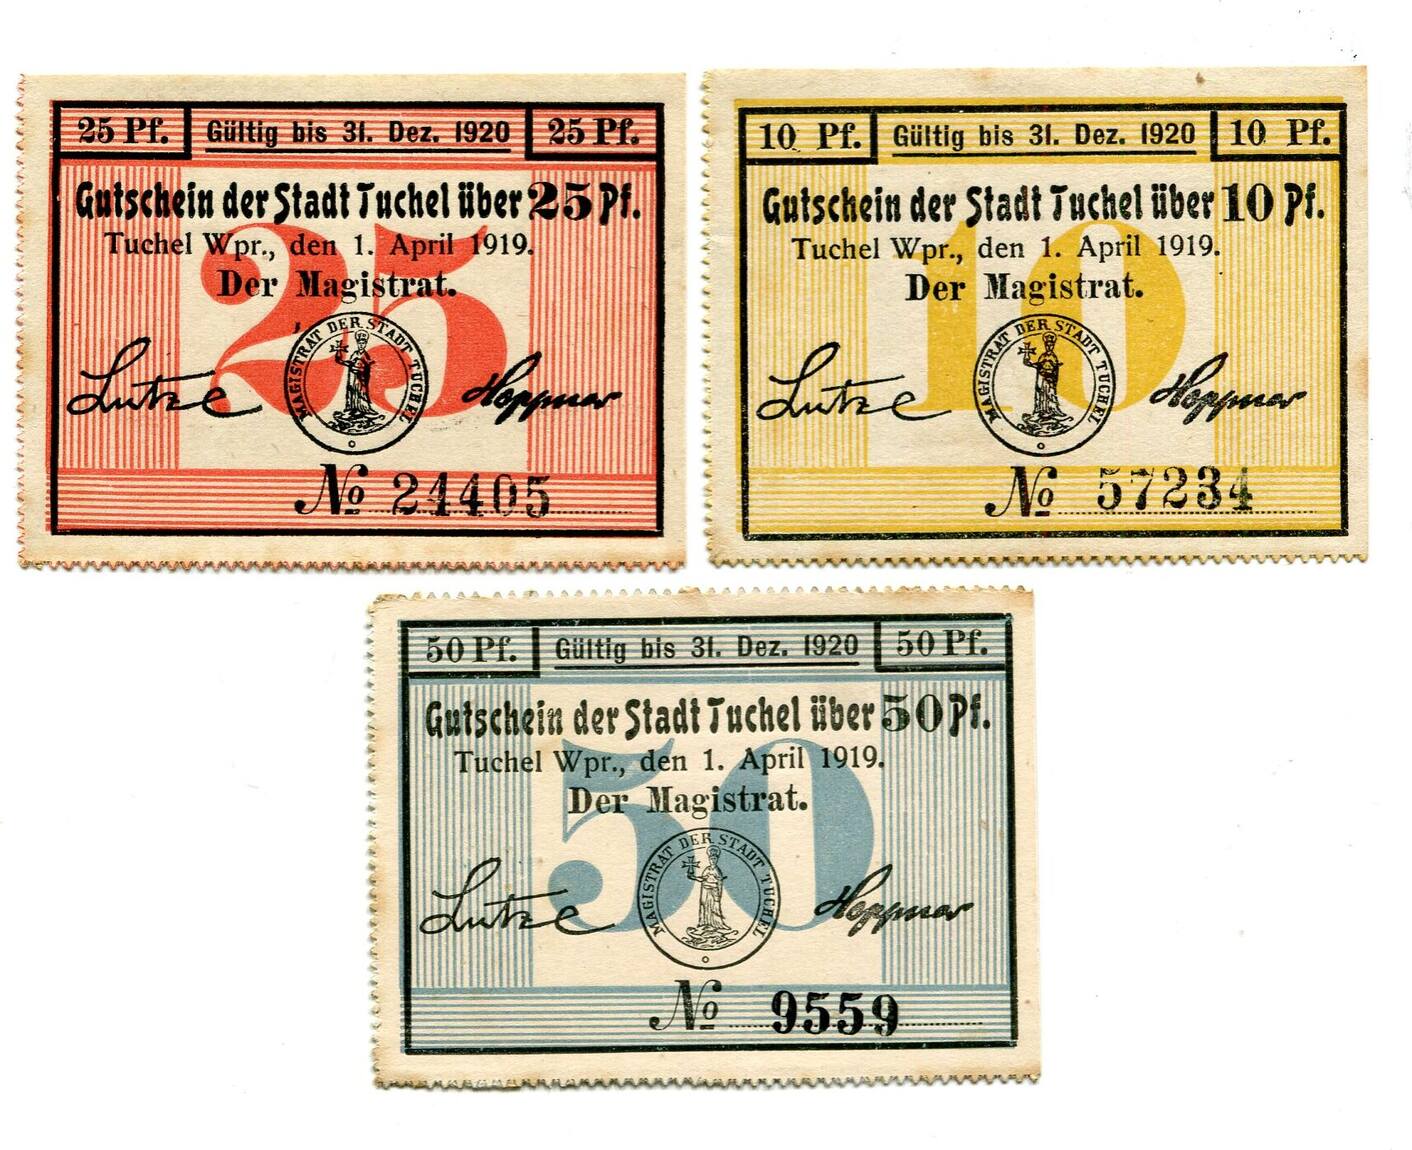 25 Pf. Gültig bis 31. Dez. 1920 25 Pf.
Gutschein der Stadt Tuchel über 25 Pf.
Tuchel Wpr., den 1. April 1919.
Der Magistrat.
25
MAGISTRAT DER STADT TUCHEL
Lutze Hoppmar
No 24405
10 Pf. Gültig bis 31. Dez. 1920 10 Pf.
Gutschein der Stadt Tuchel über 10 Pf.
Tuchel Wpr., den 1. April 1919.
Der Magistrat.
10
MAGISTRAT DER STADT TUCHEL
Lutze
No 57234
50 Pf. Gültig bis 31. Dez. 1920 50 Pf.
Gutschein der Stadt Tuchel über 50 Pf.
Tuchel Wpr., den 1. April 1919.
Der Magistrat.
50
MAGISTRAT DER STADT TUCHEL
Lutze
No 9559